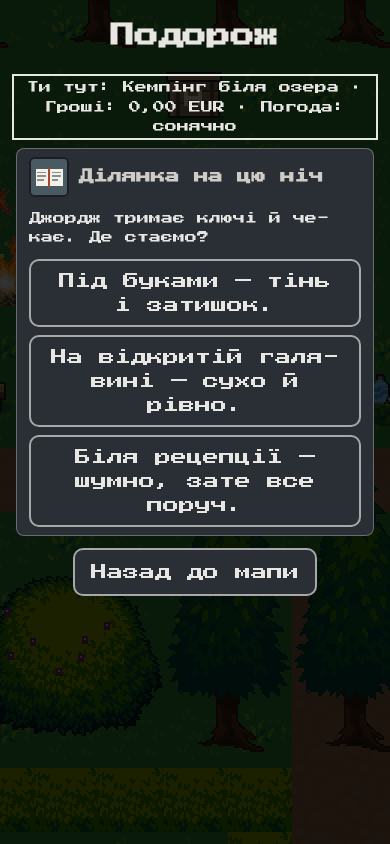 Подорож
Ти тут: Кемпінг біля озера ·
Гроші: 0,00 EUR · Погода:
сонячно
Ділянка на цю ніч
Джордж тримає ключі й че-
кає. Де стаємо?
Під буками — тінь
і затишок.
На відкритій галя-
вині — сухо й
рівно.
Біля рецепції —
шумно, зате все
поруч.
Назад до мапи